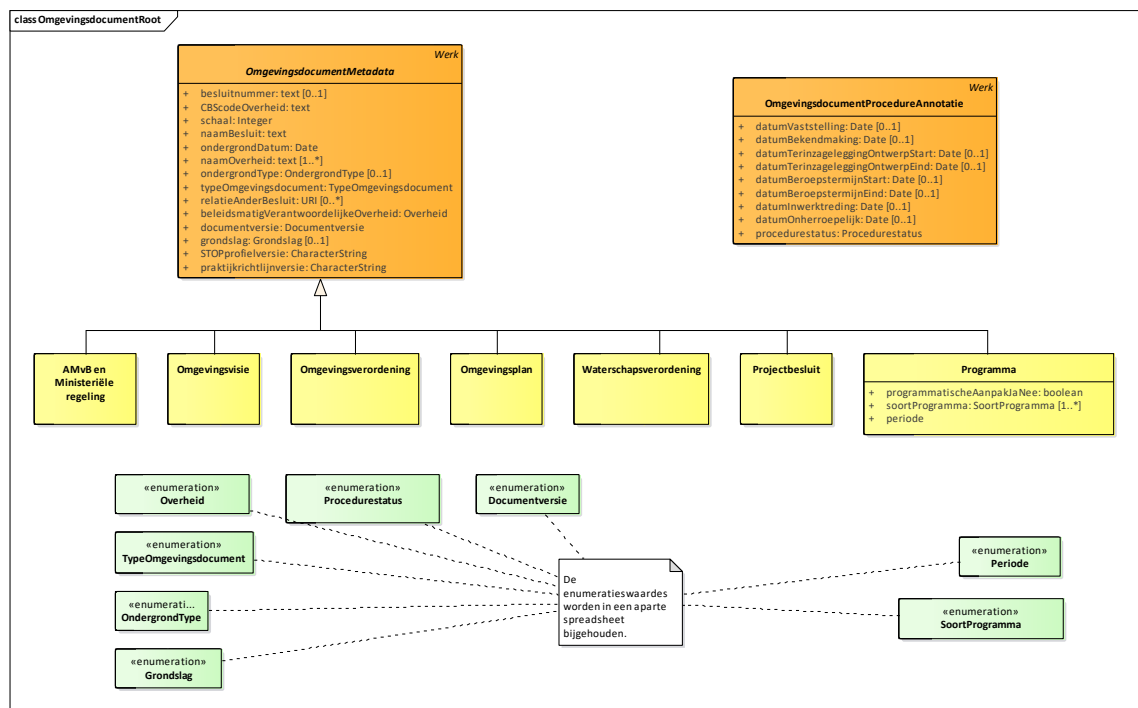 class OmgevingsdocumentRoot
Werk
OmgevingsdocumentMetadata
+ besluitnummer: text [0..1]
+ CBScodeOverheid: text
+ schaal: Integer
+ naamBesluit: text
+ ondergrondDatum: Date
+ naamOverheid: text [1..*]
+ ondergrondType: OndergrondType [0..1]
+ typeOmgevingsdocument: TypeOmgevingsdocument
+ relatieAnderBesluit: URI [0..*]
+ beleidsmatigVerantwoordelijkeOverheid: Overheid
+ documentversie: Documentversie
+ grondslag: Grondslag [0..1]
+ STOPprofielversie: CharacterString
+ praktijkrichtlijnversie: CharacterString
Werk
OmgevingsdocumentProcedureAnnotatie
+ datumVaststelling: Date [0..1]
+ datumBekendmaking: Date [0..1]
+ datumTerinzageleggingOntwerpStart: Date [0..1]
+ datumTerinzageleggingOntwerpEind: Date [0..1]
+ datumBeroepstermijnStart: Date [0..1]
+ datumBeroepstermijnEind: Date [0..1]
+ datumInwerktreding: Date [0..1]
+ datumOnherroepelijk: Date [0..1]
+ procedurestatus: Procedurestatus
AMvB en
Ministeriële
regeling
Omgevingsvisie
Omgevingsverordening
Omgevingsplan
Waterschapsverordening
Projectbesluit
Programma
+ programmatischeAanpakJaNee: boolean
+ soortProgramma: SoortProgramma [1..*]
+ periode
«enumeration»
Overheid
«enumeration»
Procedurestatus
«enumeration»
Documentversie
«enumeration»
TypeOmgevingsdocument
«enumerati...
OndergrondType
«enumeration»
Grondslag
De
enumeratieswaardes
worden in een aparte
spreadsheet
bijgehouden.
«enumeration»
Periode
«enumeration»
SoortProgramma